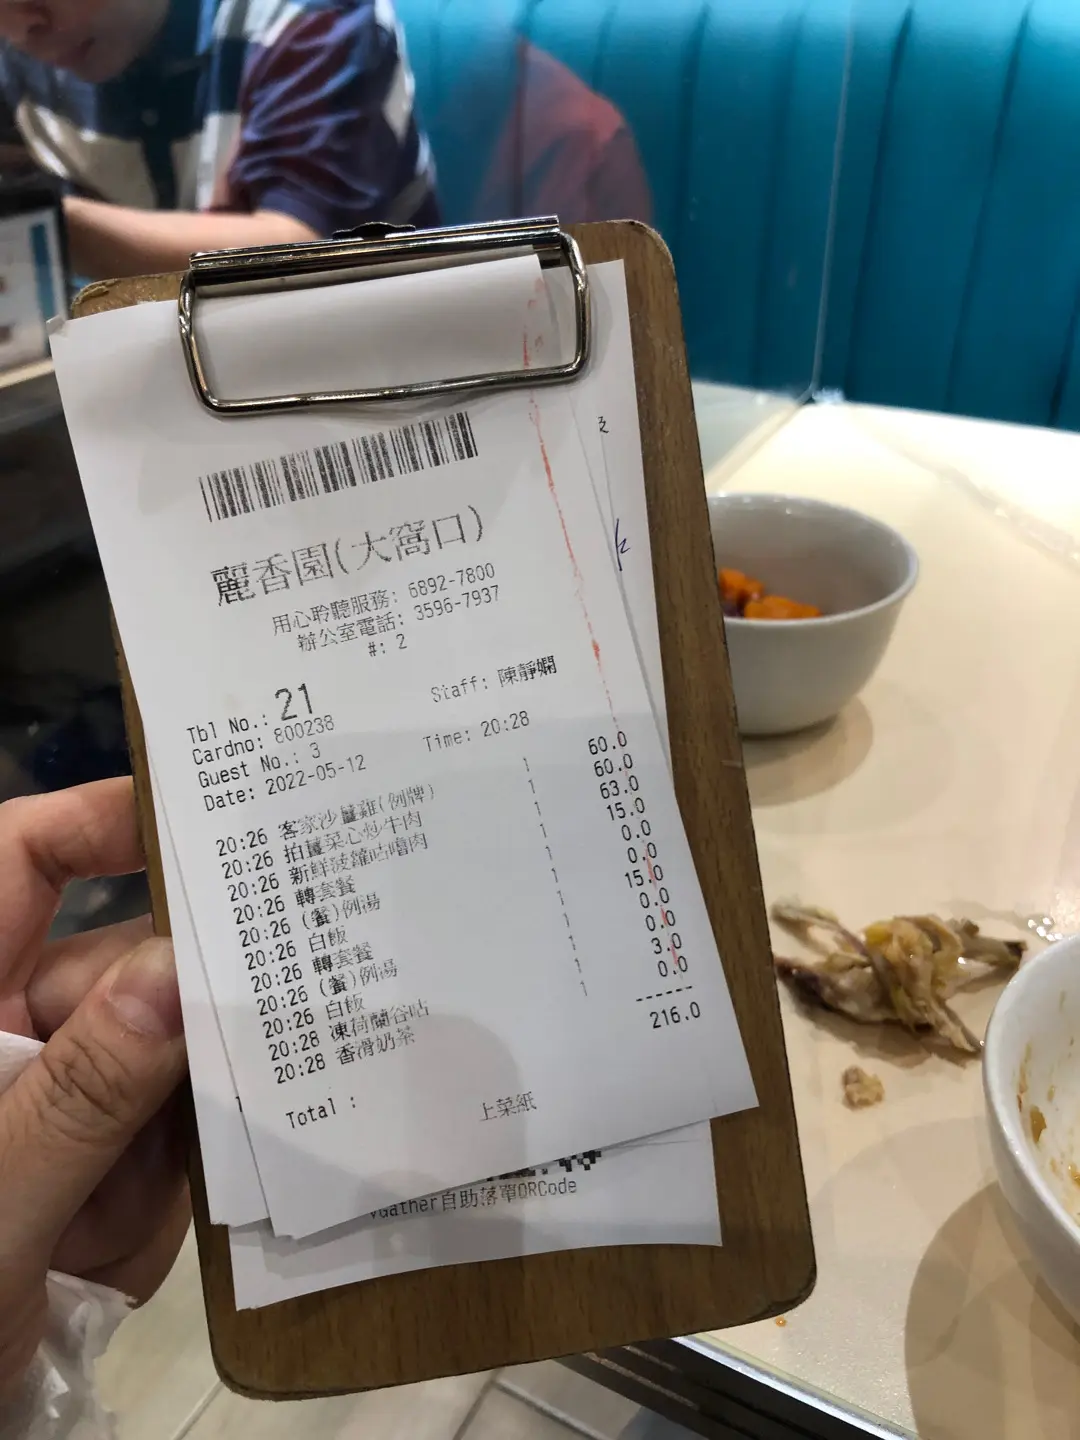 麗香園(大窩口)
用心聆聽服務: 6892-7800
辦公室電話: 3596-7937
#: 2
Tbl No.: 21 Staff: 陳靜嫻
Cardno: 800238
Guest No.: 3
Date: 2022-05-12 Time: 20:28
20:26 客家沙薑雞(例牌) 1 60.0
20:26 拍薑菜心炒牛肉 1 60.0
20:26 新鮮菠蘿咕嚕肉 1 63.0
20:26 轉套餐 1 15.0
20:26 (餐)例湯 1 0.0
20:26 白飯 1 0.0
20:26 轉套餐 1 15.0
20:26 (餐)例湯 1 0.0
20:26 白飯 1 0.0
20:28 凍荷蘭谷咕 1 3.0
20:28 香滑奶茶 1 0.0
------
Total : 216.0
上菜紙
Gather自助落單QRCode